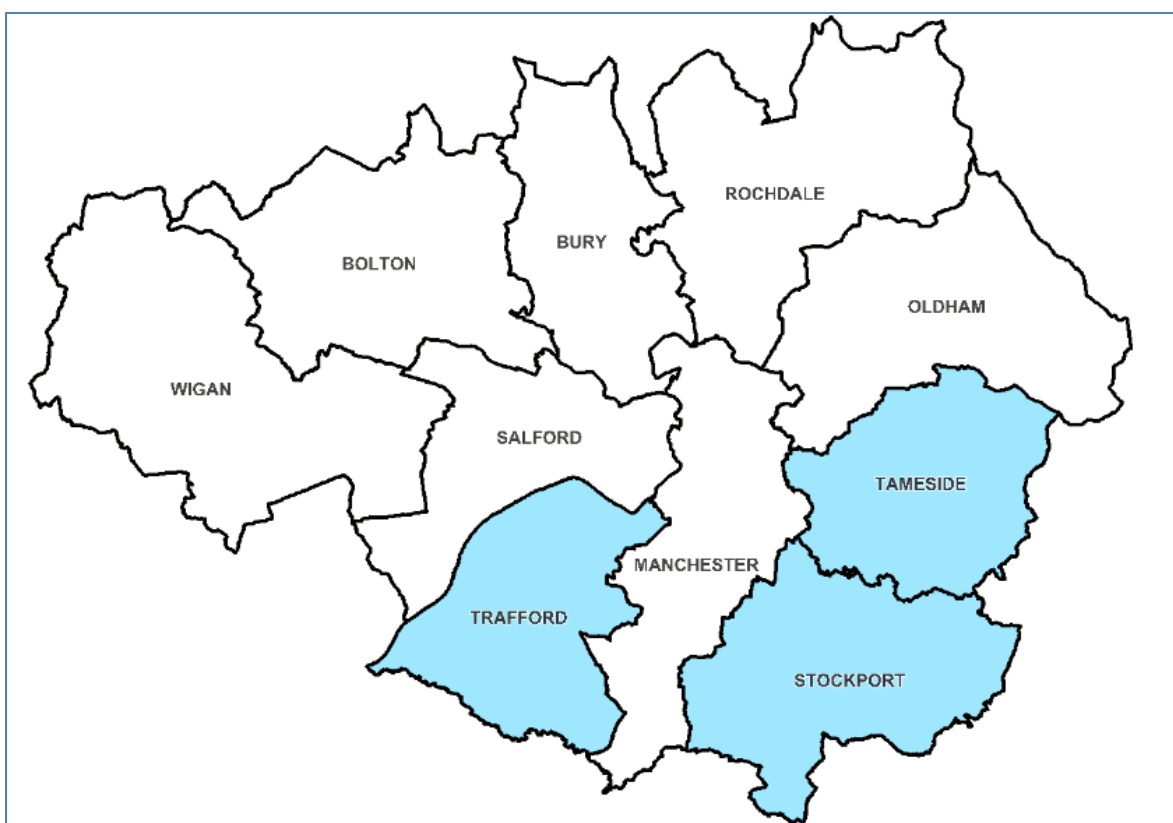 ROCHDALE
BURY
BOLTON
OLDHAM
WIGAN
SALFORD
TAMESIDE
MANCHESTER
TRAFFORD
STOCKPORT